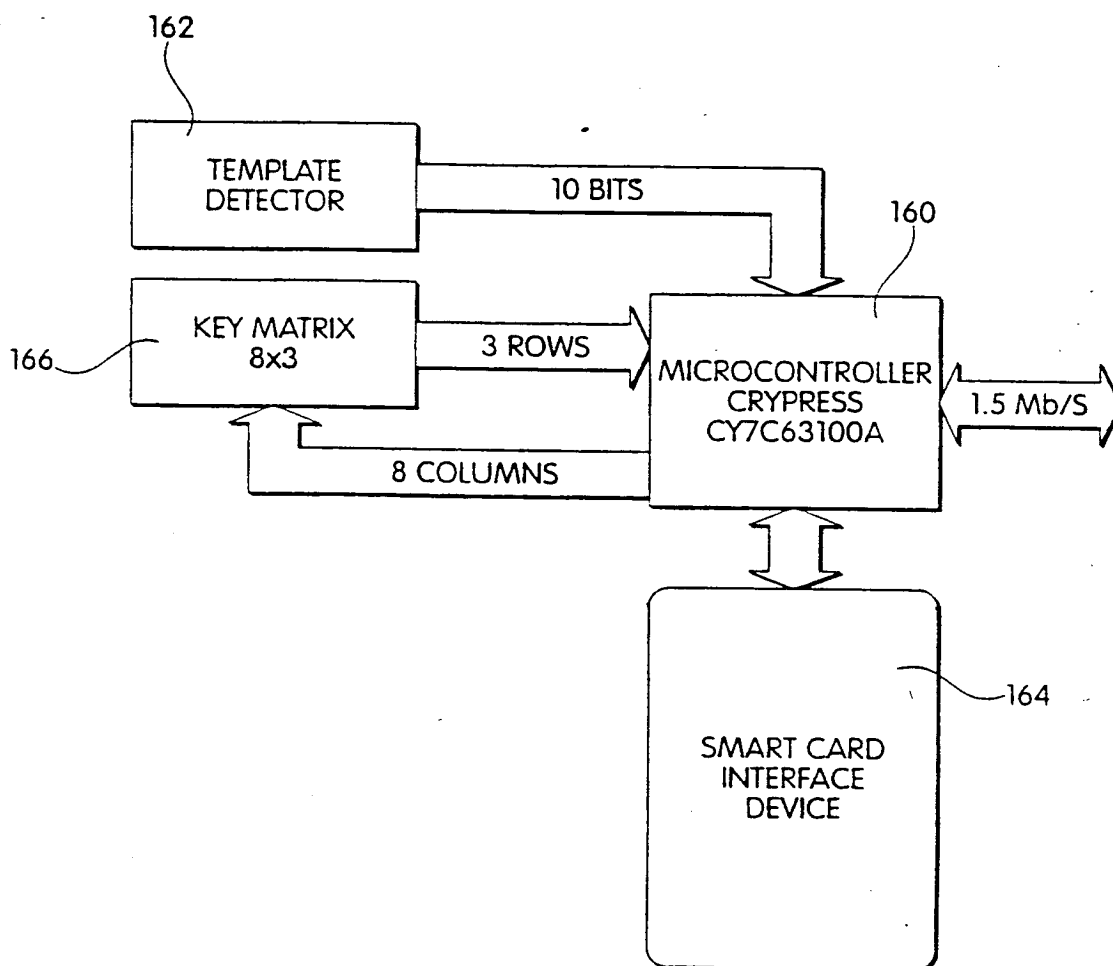 162
TEMPLATE
DETECTOR
10 BITS
160
KEY MATRIX
8x3
166
3 ROWS
MICROCONTROLLER
CRYPRESS
CY7C63100A
1.5 Mb/S
8 COLUMNS
164
SMART CARD
INTERFACE
DEVICE